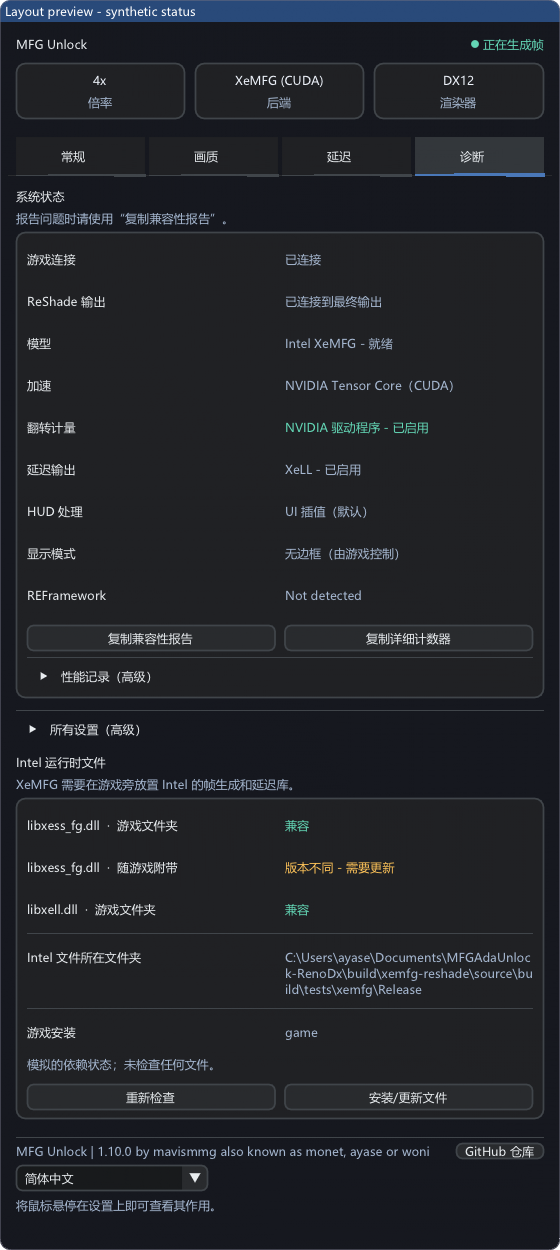 Layout preview - synthetic status
MFG Unlock
正在生成帧
4x
倍率
XeMFG (CUDA)
后端
DX12
渲染器
常规
画质
延迟
诊断
系统状态
报告问题时请使用“复制兼容性报告”。
游戏连接
已连接
ReShade 输出
已连接到最终输出
模型
Intel XeMFG - 就绪
加速
NVIDIA Tensor Core（CUDA）
翻转计量
NVIDIA 驱动程序 - 已启用
延迟输出
XeLL - 已启用
HUD 处理
UI 插值（默认）
显示模式
无边框（由游戏控制）
REFramework
Not detected
复制兼容性报告
复制详细计数器
性能记录（高级）
所有设置（高级）
Intel 运行时文件
XeMFG 需要在游戏旁放置 Intel 的帧生成和延迟库。
libxess_fg.dll · 游戏文件夹
兼容
libxess_fg.dll · 随游戏附带
版本不同 - 需要更新
libxell.dll · 游戏文件夹
兼容
Intel 文件所在文件夹
C:\Users\ayase\Documents\MFGAdaUnloc
k-RenoDx\build\xemfg-reshade\source\bu
ild\tests\xemfg\Release
游戏安装
game
模拟的依赖状态；未检查任何文件。
重新检查
安装/更新文件
MFG Unlock | 1.10.0 by mavismmg also known as monet, ayase or woni
GitHub 仓库
简体中文
将鼠标悬停在设置上即可查看其作用。